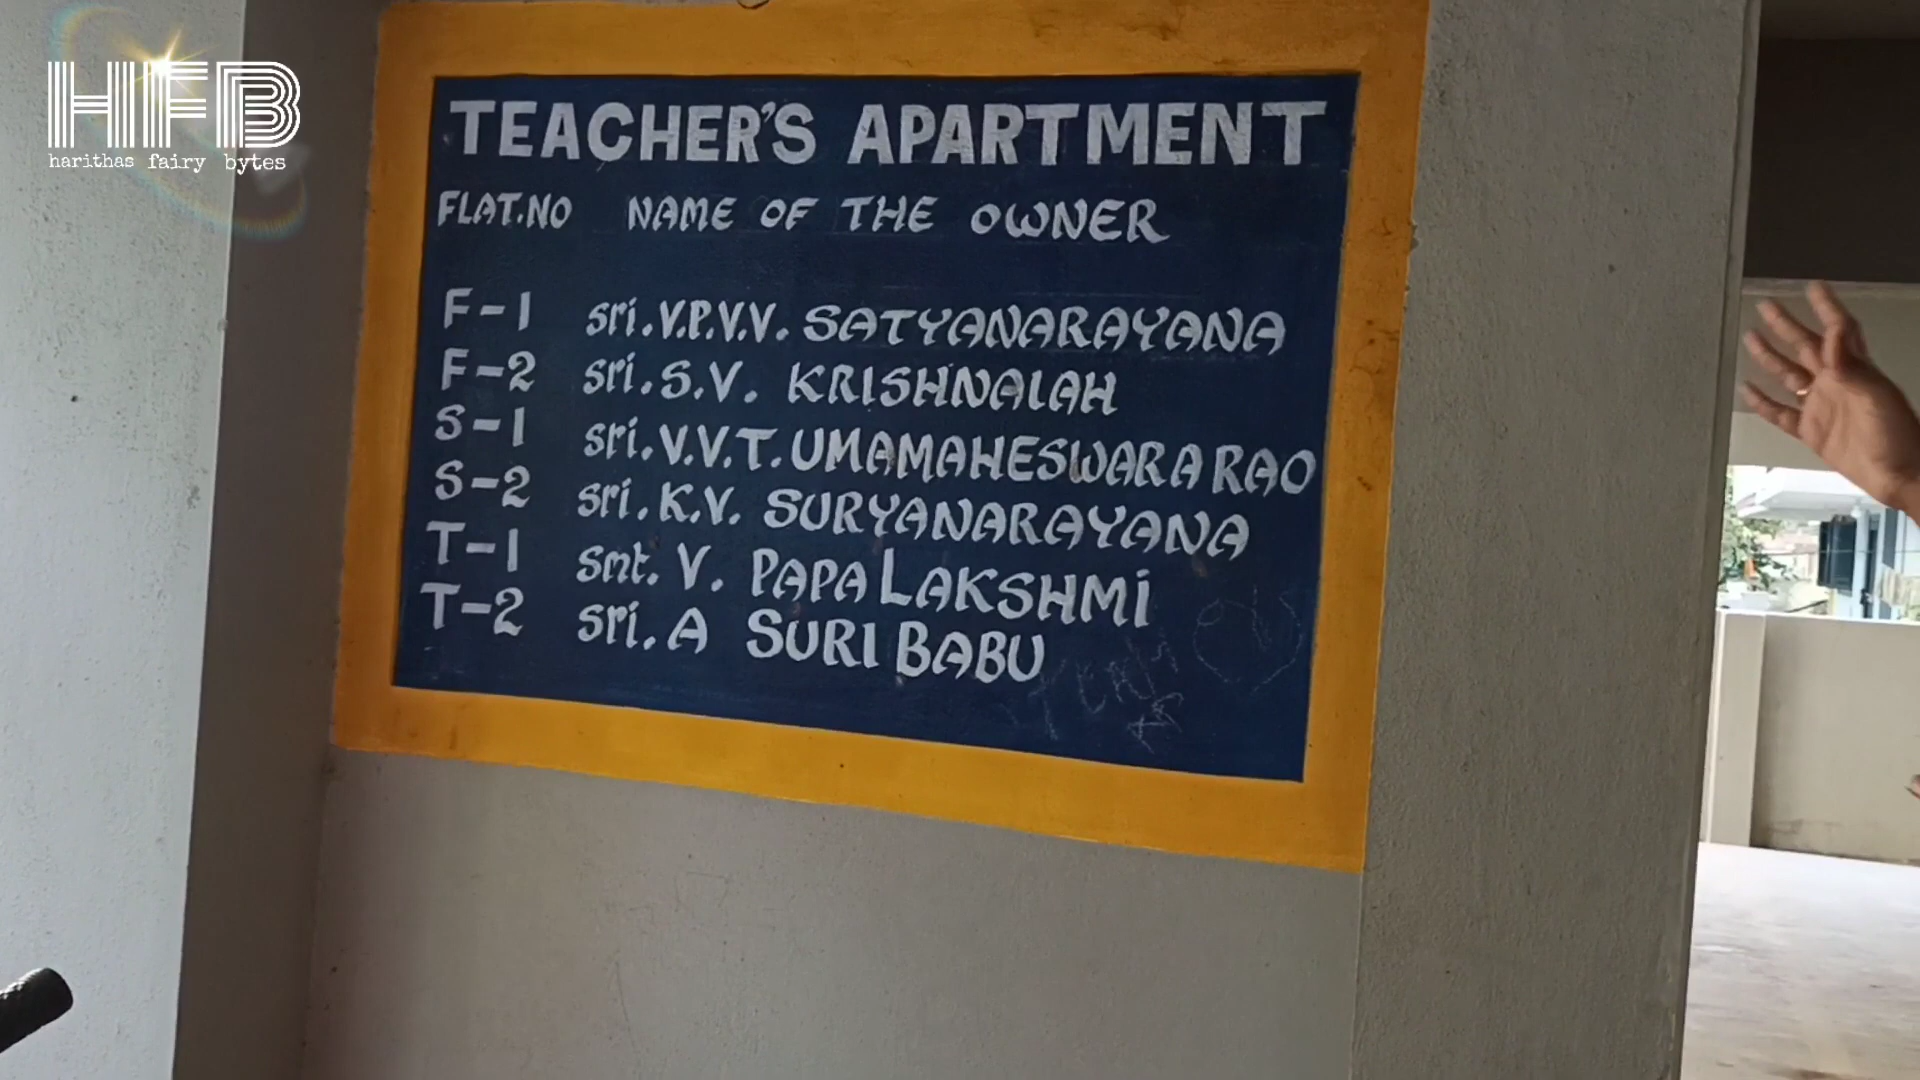 HFB
harithas fairy bytes
TEACHER'S APARTMENT
FLAT.NO NAME OF THE OWNER
F-1 sri.V.P.V.V. SATYANARAYANA
F-2 sri.S.V. KRISHNAIAH
S-1 sri.V.V.T. UMAMAHESWARA RAO
S-2 sri.K.V. SURYANARAYANA
T-1 smt. V. PAPA LAKSHMI
T-2 sri.A SURI BABU